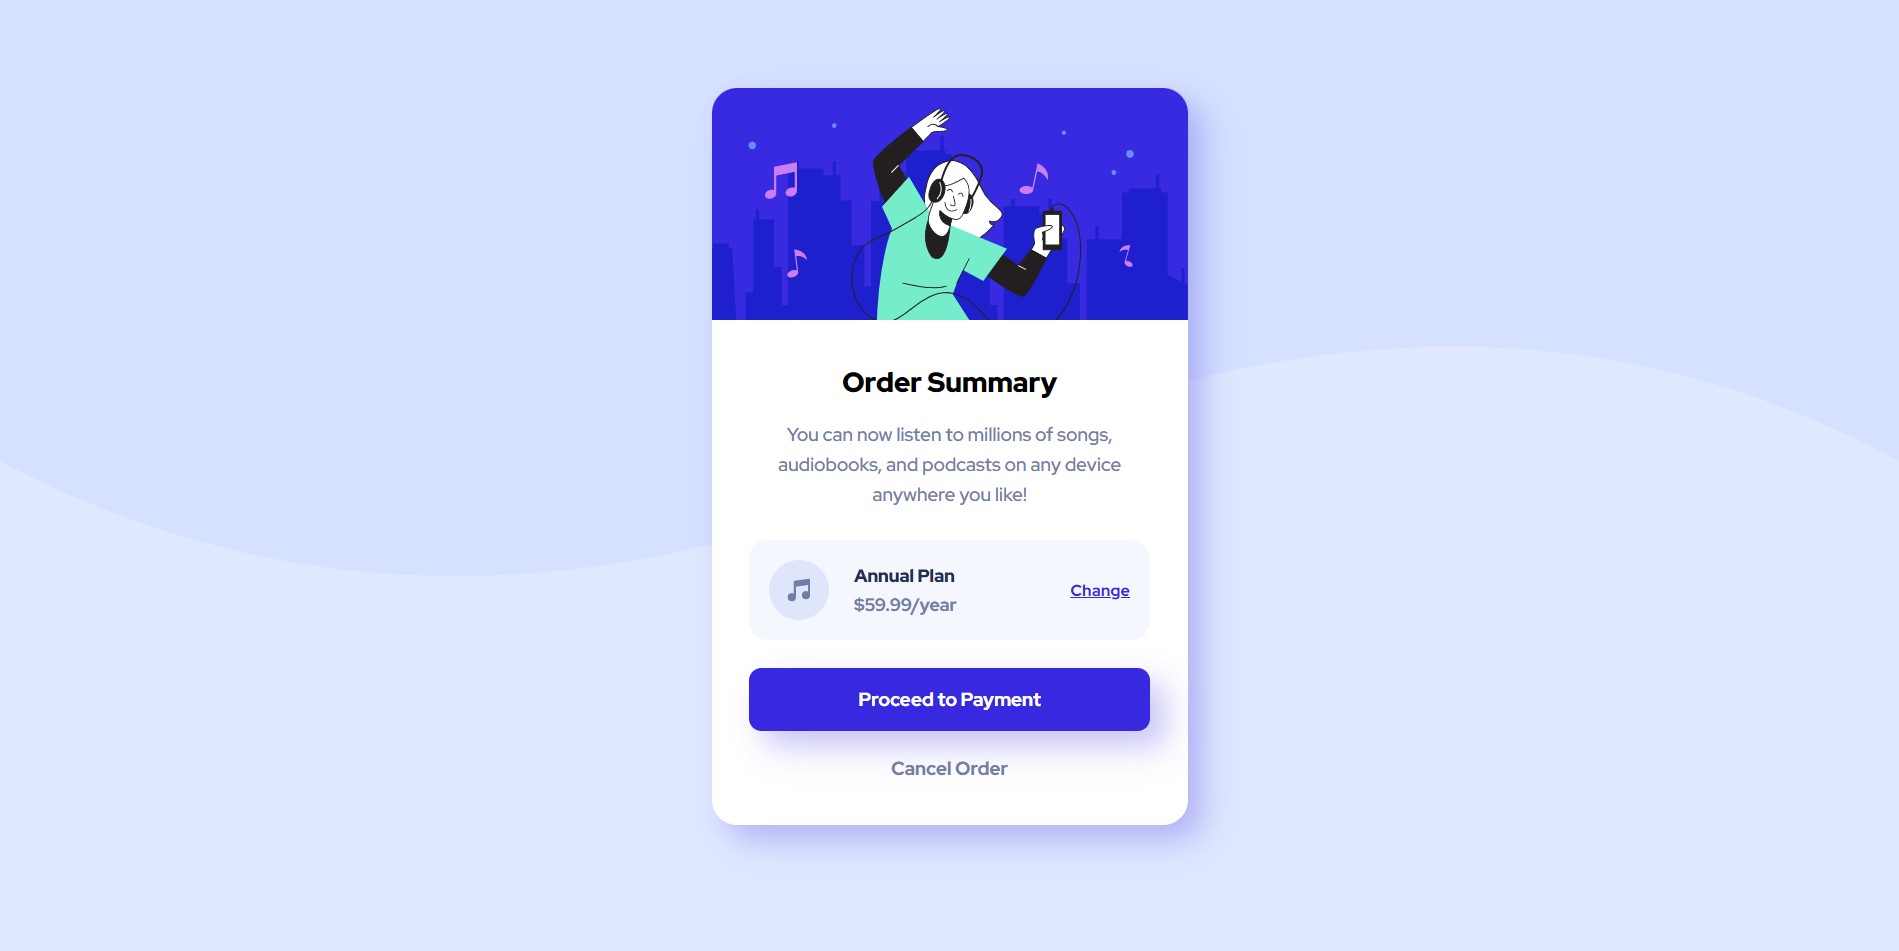 Order Summary
You can now listen to millions of songs,
audiobooks, and podcasts on any device
anywhere you like!
Annual Plan
$59.99/year
Change
Proceed to Payment
Cancel Order